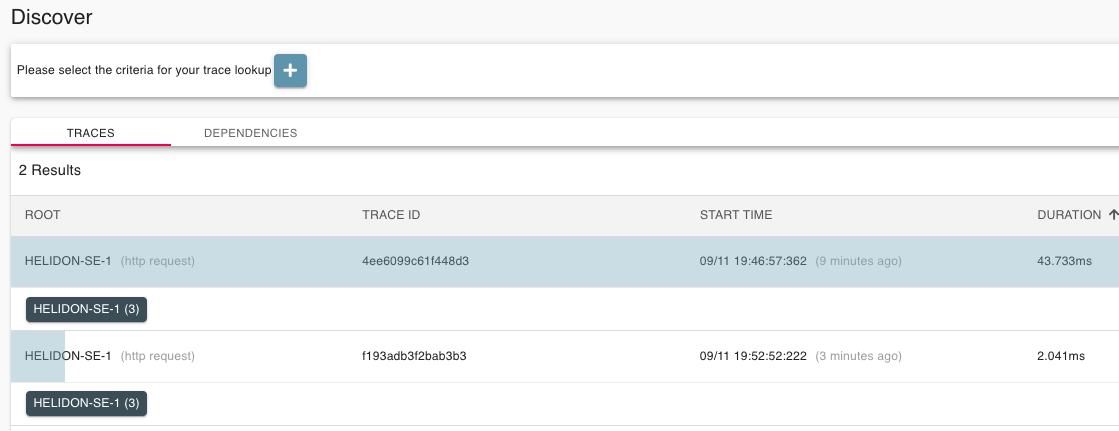 Discover
Please select the criteria for your trace lookup +
TRACES DEPENDENCIES
2 Results
ROOT TRACE ID START TIME DURATION
HELIDON-SE-1 (http request) 4ee6099c61f448d3 09/11 19:46:57:362 (9 minutes ago) 43.733ms
HELIDON-SE-1 (3)
HELIDON-SE-1 (http request) f193adb3f2bab3b3 09/11 19:52:52:222 (3 minutes ago) 2.041ms
HELIDON-SE-1 (3)